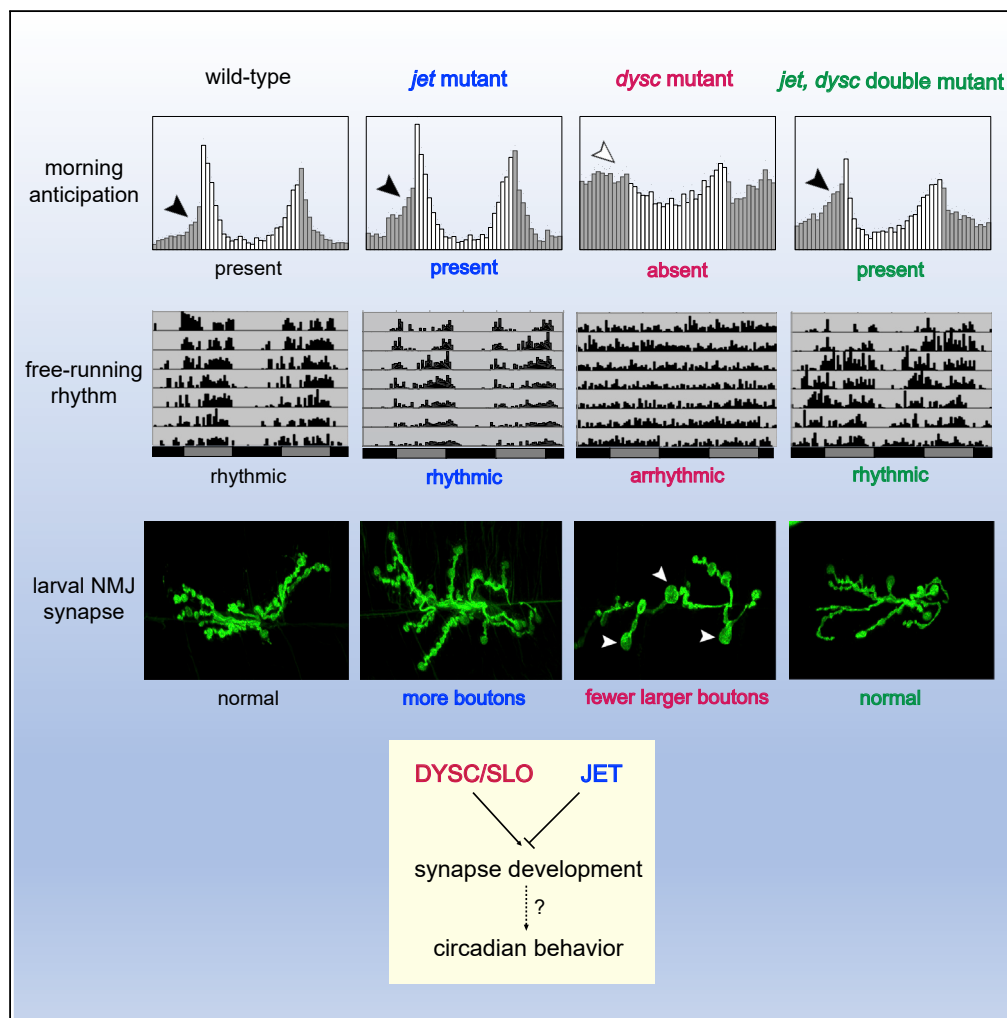 wild-type
jet mutant
dysc mutant
jet, dysc double mutant
morning
anticipation
present
present
absent
present
free-running
rhythm
rhythmic
rhythmic
arrhythmic
rhythmic
larval NMJ
synapse
normal
more boutons
fewer larger boutons
normal
DYSC/SLO
JET
synapse development
?
circadian behavior